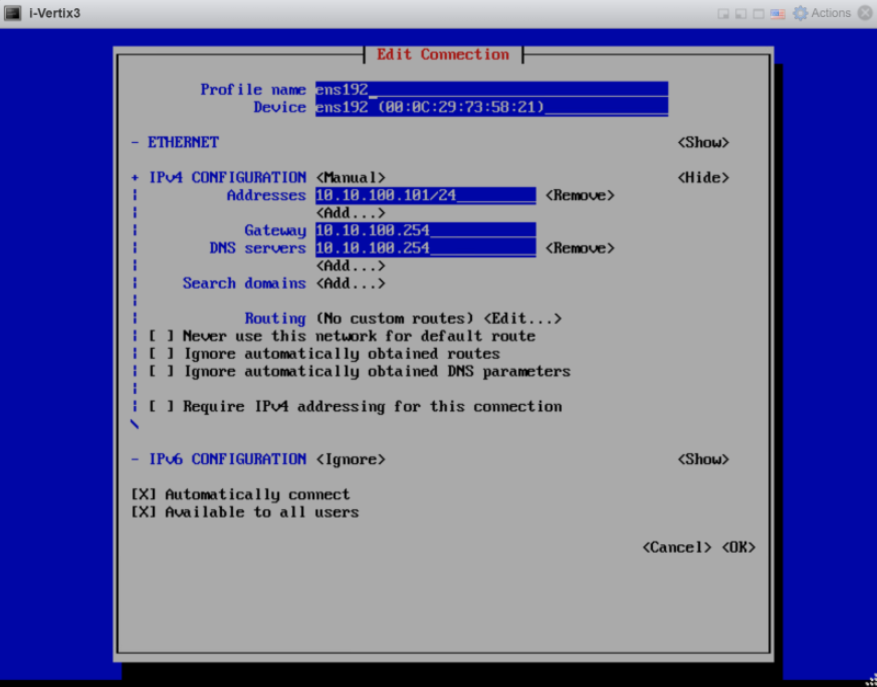 i-Vertix3
Actions
Edit Connection
Profile name ens192
Device ens192 (00:0C:29:73:58:21)
- ETHERNET <Show>
+ IPv4 CONFIGURATION <Manual> <Hide>
Addresses 10.10.100.101/24 <Remove>
<Add...>
Gateway 10.10.100.254
DNS servers 10.10.100.254 <Remove>
<Add...>
Search domains <Add...>
Routing (No custom routes) <Edit...>
[ ] Never use this network for default route
[ ] Ignore automatically obtained routes
[ ] Ignore automatically obtained DNS parameters
[ ] Require IPv4 addressing for this connection
- IPv6 CONFIGURATION <Ignore> <Show>
[X] Automatically connect
[X] Available to all users
<Cancel> <OK>